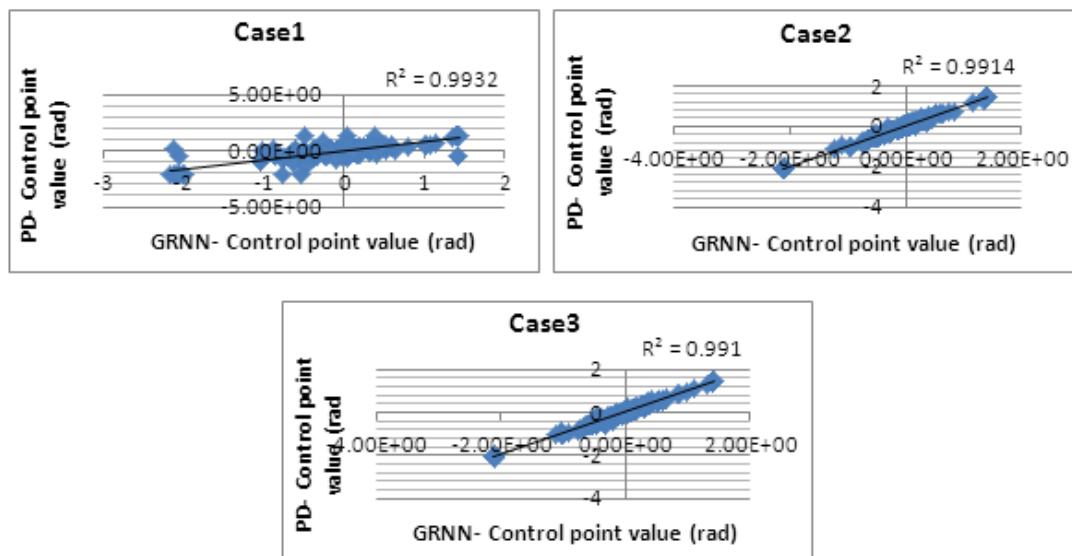 Case1
R² = 0.9932
PD- Control point
value (rad)
5.00E+00
0.00E+00
-5.00E+00
-3 -2 -1 0 1 2
GRNN- Control point value (rad)
Case2
R² = 0.9914
PD- Control point
value (rad)
2
0
-2
-4
-4.00E+00 -2.00E+00 0.00E+00 2.00E+00
GRNN- Control point value (rad)
Case3
R² = 0.991
PD- Control point
value (rad
2
0
-2
-4
-4.00E+00 -2.00E+00 0.00E+00 2.00E+00
GRNN- Control point value (rad)